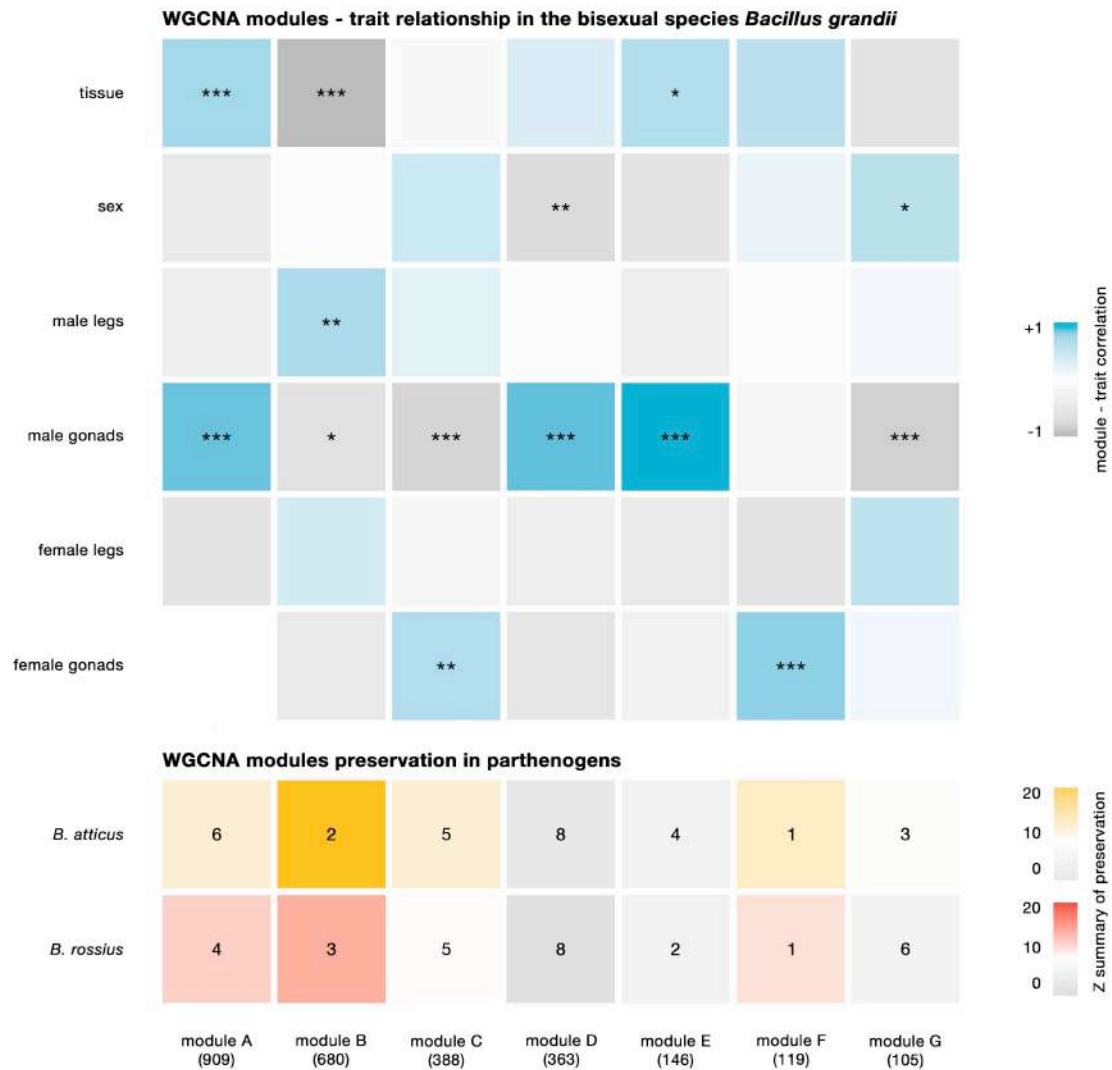 WGCNA modules - trait relationship in the bisexual species Bacillus grandii
tissue *** *** *
sex ** *
male legs **
male gonads *** * *** *** *** ***
female legs
female gonads ** ***
+1
-1
module - trait correlation
WGCNA modules preservation in parthenogens
B. atticus 6 2 5 8 4 1 3
B. rossius 4 3 5 8 2 1 6
20
10
0
20
10
0
Z summary of preservation
module A module B module C module D module E module F module G
(909) (680) (388) (363) (146) (119) (105)